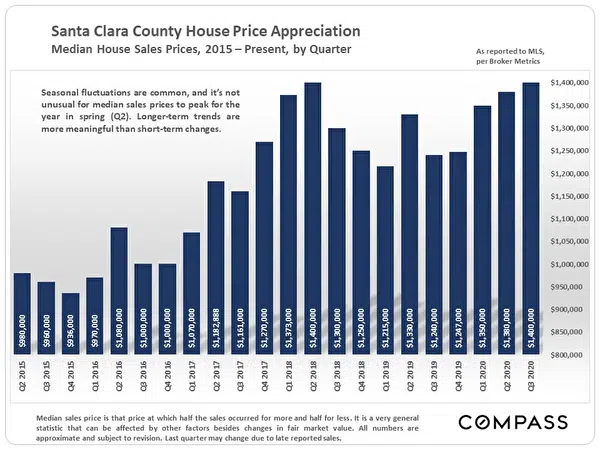 Santa Clara County House Price Appreciation
Median House Sales Prices, 2015 – Present, by Quarter
As reported to MLS,
per Broker Metrics
Seasonal fluctuations are common, and it's not
unusual for median sales prices to peak for the
year in spring (Q2). Longer-term trends are
more meaningful than short-term changes.
$1,400,000
$1,350,000
$1,300,000
$1,250,000
$1,200,000
$1,150,000
$1,100,000
$1,050,000
$1,000,000
$950,000
$900,000
$850,000
$800,000
$980,000
$960,000
$936,000
$970,000
$1,080,000
$1,000,000
$1,000,000
$1,070,000
$1,182,888
$1,161,000
$1,270,000
$1,373,000
$1,400,000
$1,300,000
$1,250,000
$1,215,000
$1,330,000
$1,240,000
$1,247,000
$1,350,000
$1,380,000
$1,400,000
Q2 2015
Q3 2015
Q4 2015
Q1 2016
Q2 2016
Q3 2016
Q4 2016
Q1 2017
Q2 2017
Q3 2017
Q4 2017
Q1 2018
Q2 2018
Q3 2018
Q4 2018
Q1 2019
Q2 2019
Q3 2019
Q4 2019
Q1 2020
Q2 2020
Q3 2020
Median sales price is that price at which half the sales occurred for more and half for less. It is a very general
statistic that can be affected by other factors besides changes in fair market value. All numbers are
approximate and subject to revision. Last quarter may change due to late reported sales.
COMPASS